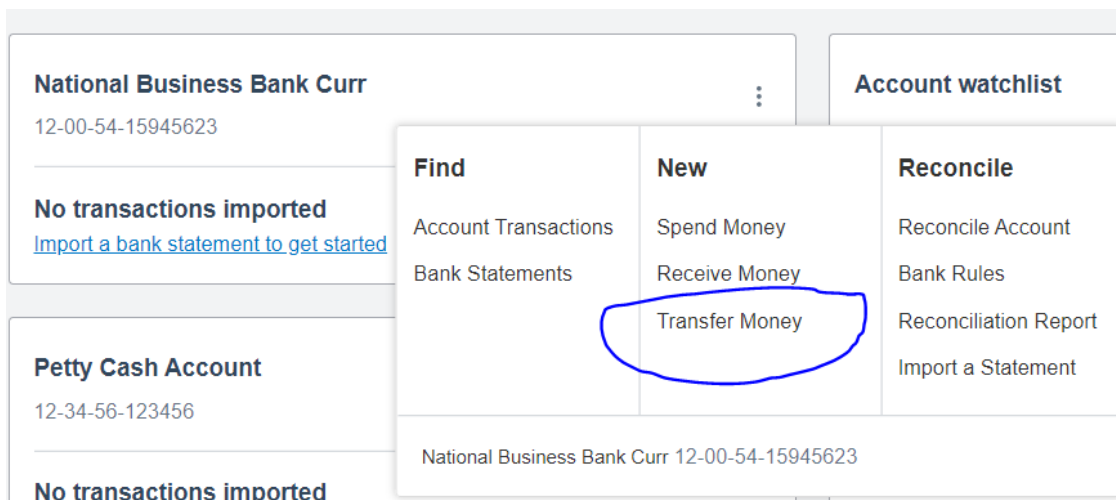 National Business Bank Curr
12-00-54-15945623
No transactions imported
Import a bank statement to get started
Account watchlist
Find
Account Transactions
Bank Statements
New
Spend Money
Receive Money
Transfer Money
Reconcile
Reconcile Account
Bank Rules
Reconciliation Report
Import a Statement
National Business Bank Curr 12-00-54-15945623
Petty Cash Account
12-34-56-123456
No transactions imported